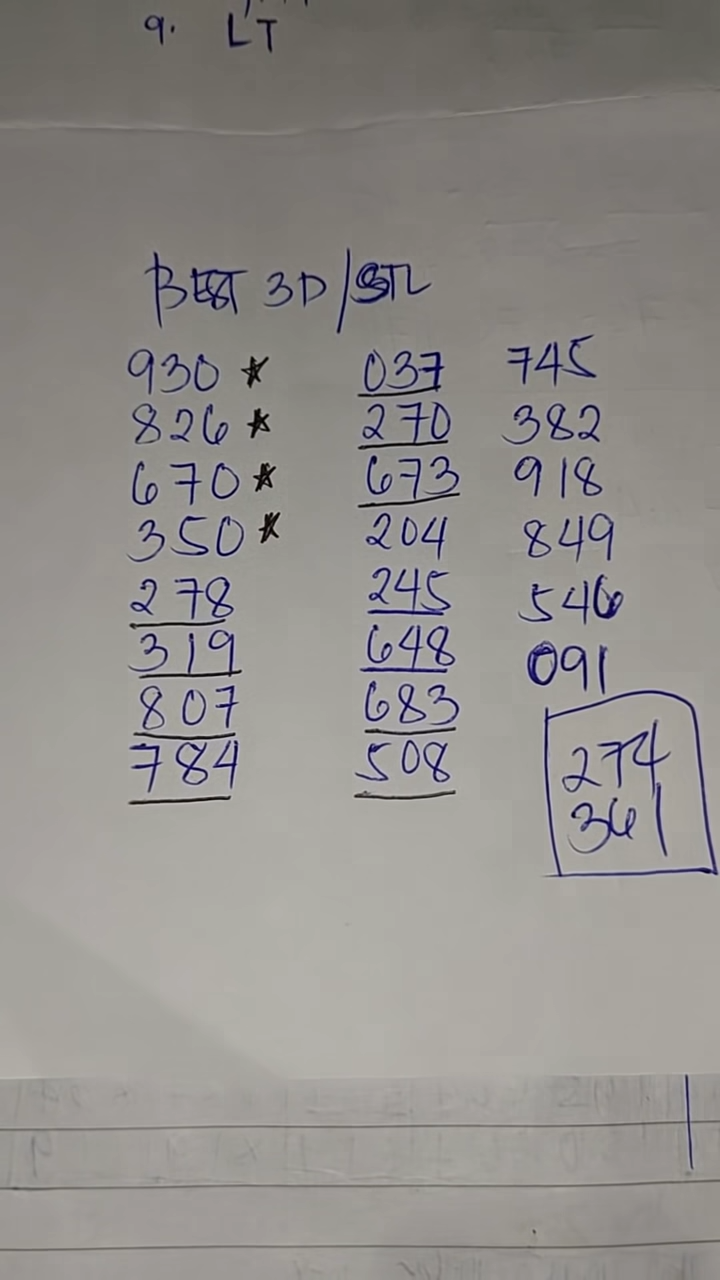 9. LT
BEST 3D/STL
930 * 037 745
826 * 270 382
670 * 673 918
350 * 204 849
278 245 546
319 648 091
807 683 274
784 508 361